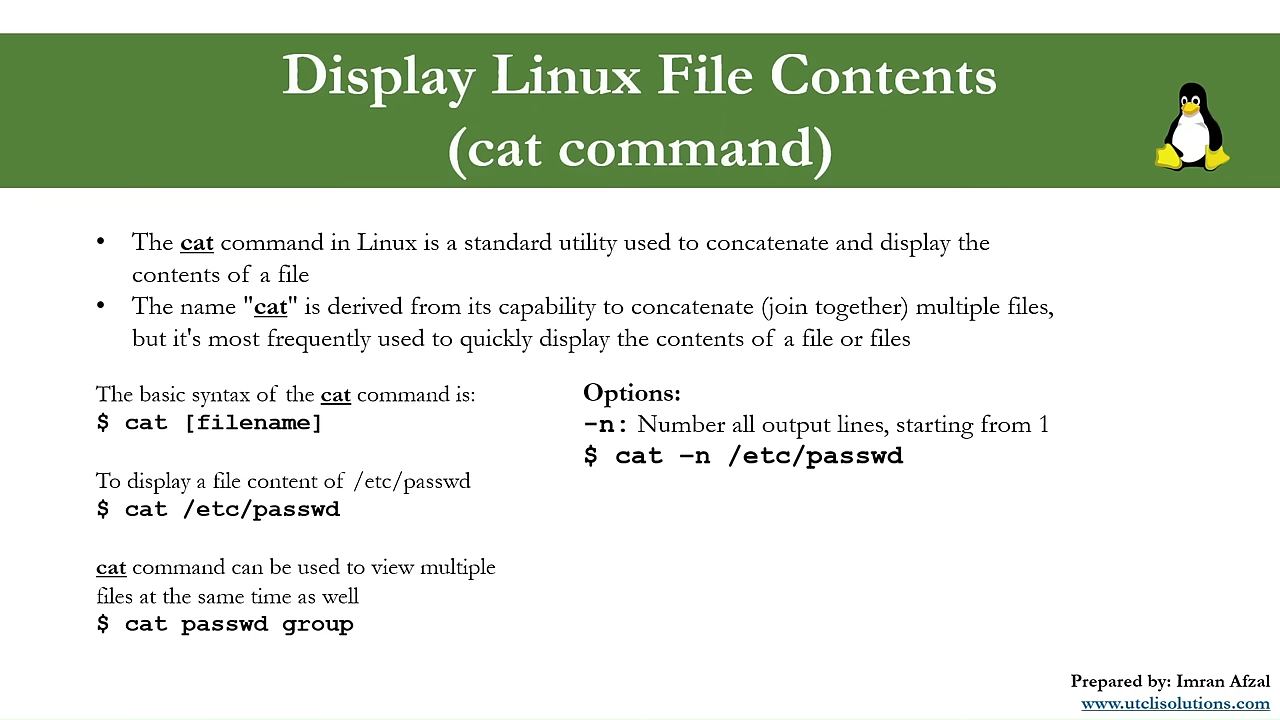 Display Linux File Contents
(cat command)
• The cat command in Linux is a standard utility used to concatenate and display the
contents of a file
• The name "cat" is derived from its capability to concatenate (join together) multiple files,
but it's most frequently used to quickly display the contents of a file or files
The basic syntax of the cat command is:
$ cat [filename]
To display a file content of /etc/passwd
$ cat /etc/passwd
cat command can be used to view multiple
files at the same time as well
$ cat passwd group
Options:
-n: Number all output lines, starting from 1
$ cat –n /etc/passwd
Prepared by: Imran Afzal
www.utclisolutions.com